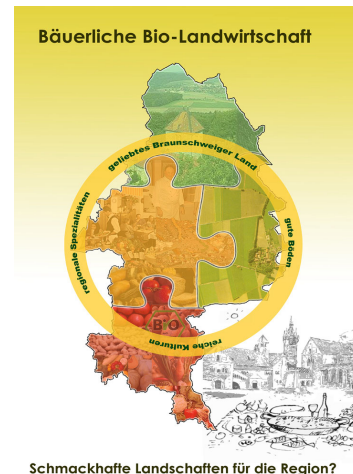 Bäuerliche Bio-Landwirtschaft
geliebtes Braunschweiger Land
regionale Spezialitäten
gute Böden
reiche Kulturen
BiO
Schmackhafte Landschaften für die Region?